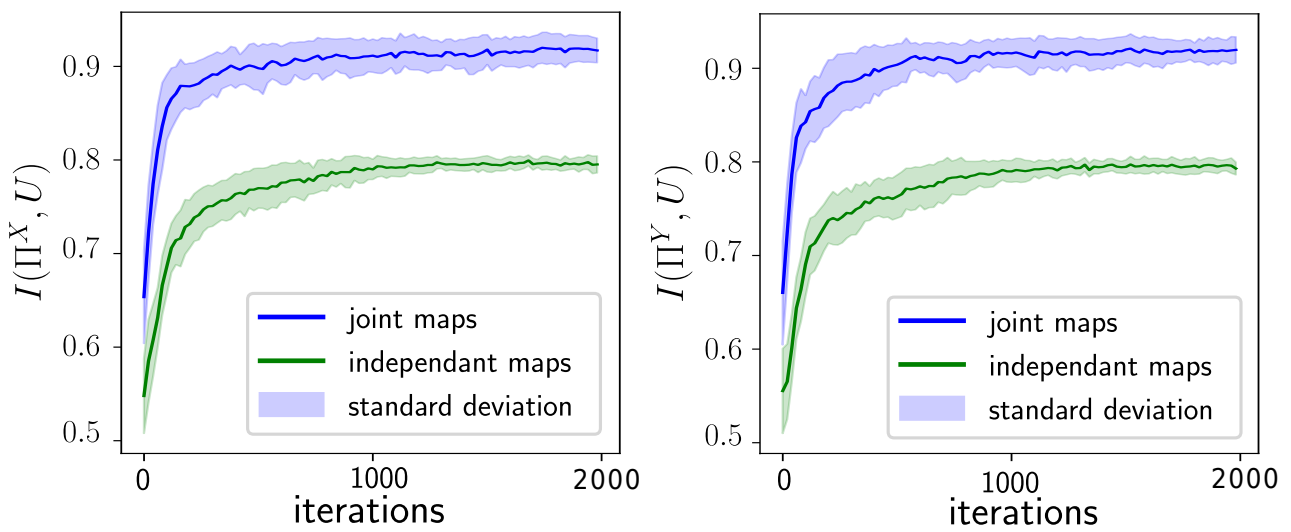 I(Π^X, U)
0.9
0.8
0.7
0.6
0.5
joint maps
independant maps
standard deviation
0 1000 2000
iterations
I(Π^Y, U)
0.9
0.8
0.7
0.6
0.5
joint maps
independant maps
standard deviation
0 1000 2000
iterations